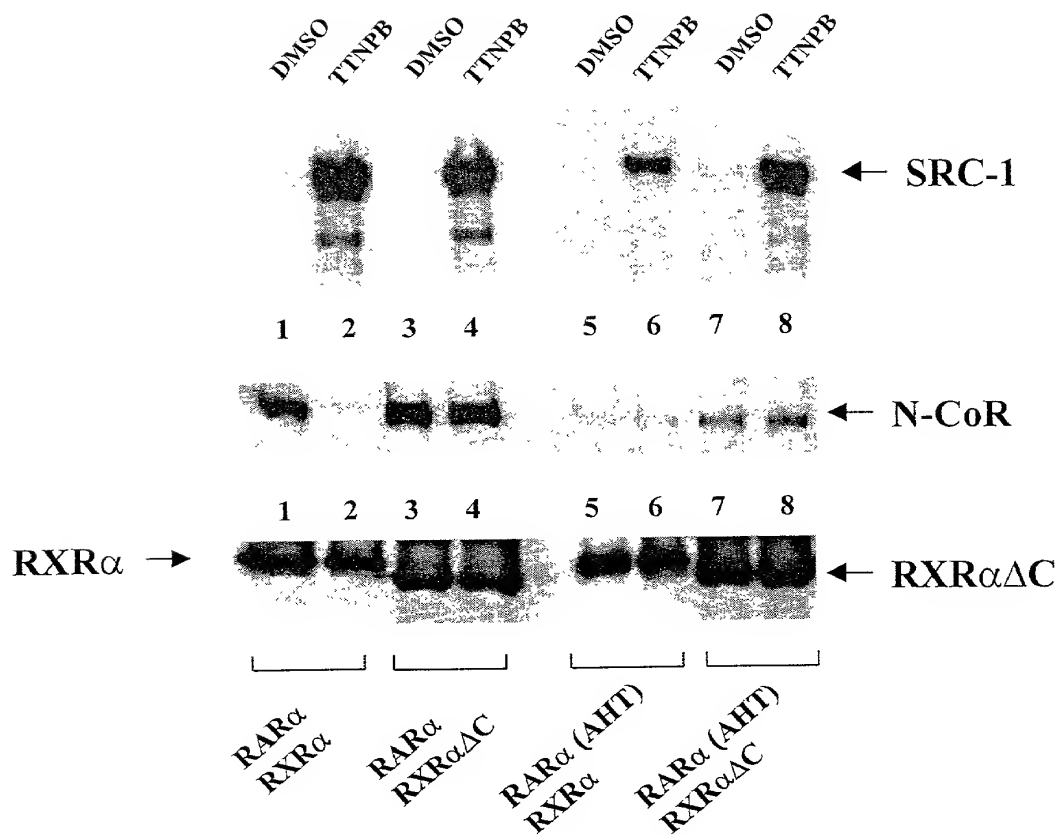 DMSO TTNPB DMSO TTNPB DMSO TTNPB DMSO TTNPB
SRC-1
1 2 3 4 5 6 7 8
N-CoR
1 2 3 4 5 6 7 8
RXRα
RXRαΔC
RARα
RXRα
RARα
RXRαΔC
RARα (AHT)
RXRα
RARα (AHT)
RXRαΔC